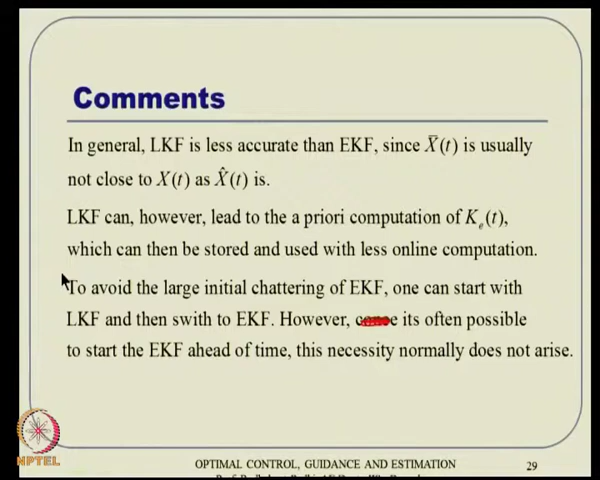 Comments
In general, LKF is less accurate than EKF, since X̄(t) is usually
not close to X(t) as X̂(t) is.
LKF can, however, lead to the a priori computation of Kₑ(t),
which can then be stored and used with less online computation.
To avoid the large initial chattering of EKF, one can start with
LKF and then swith to EKF. However, its often possible
to start the EKF ahead of time, this necessity normally does not arise.
NPTEL
OPTIMAL CONTROL, GUIDANCE AND ESTIMATION
29